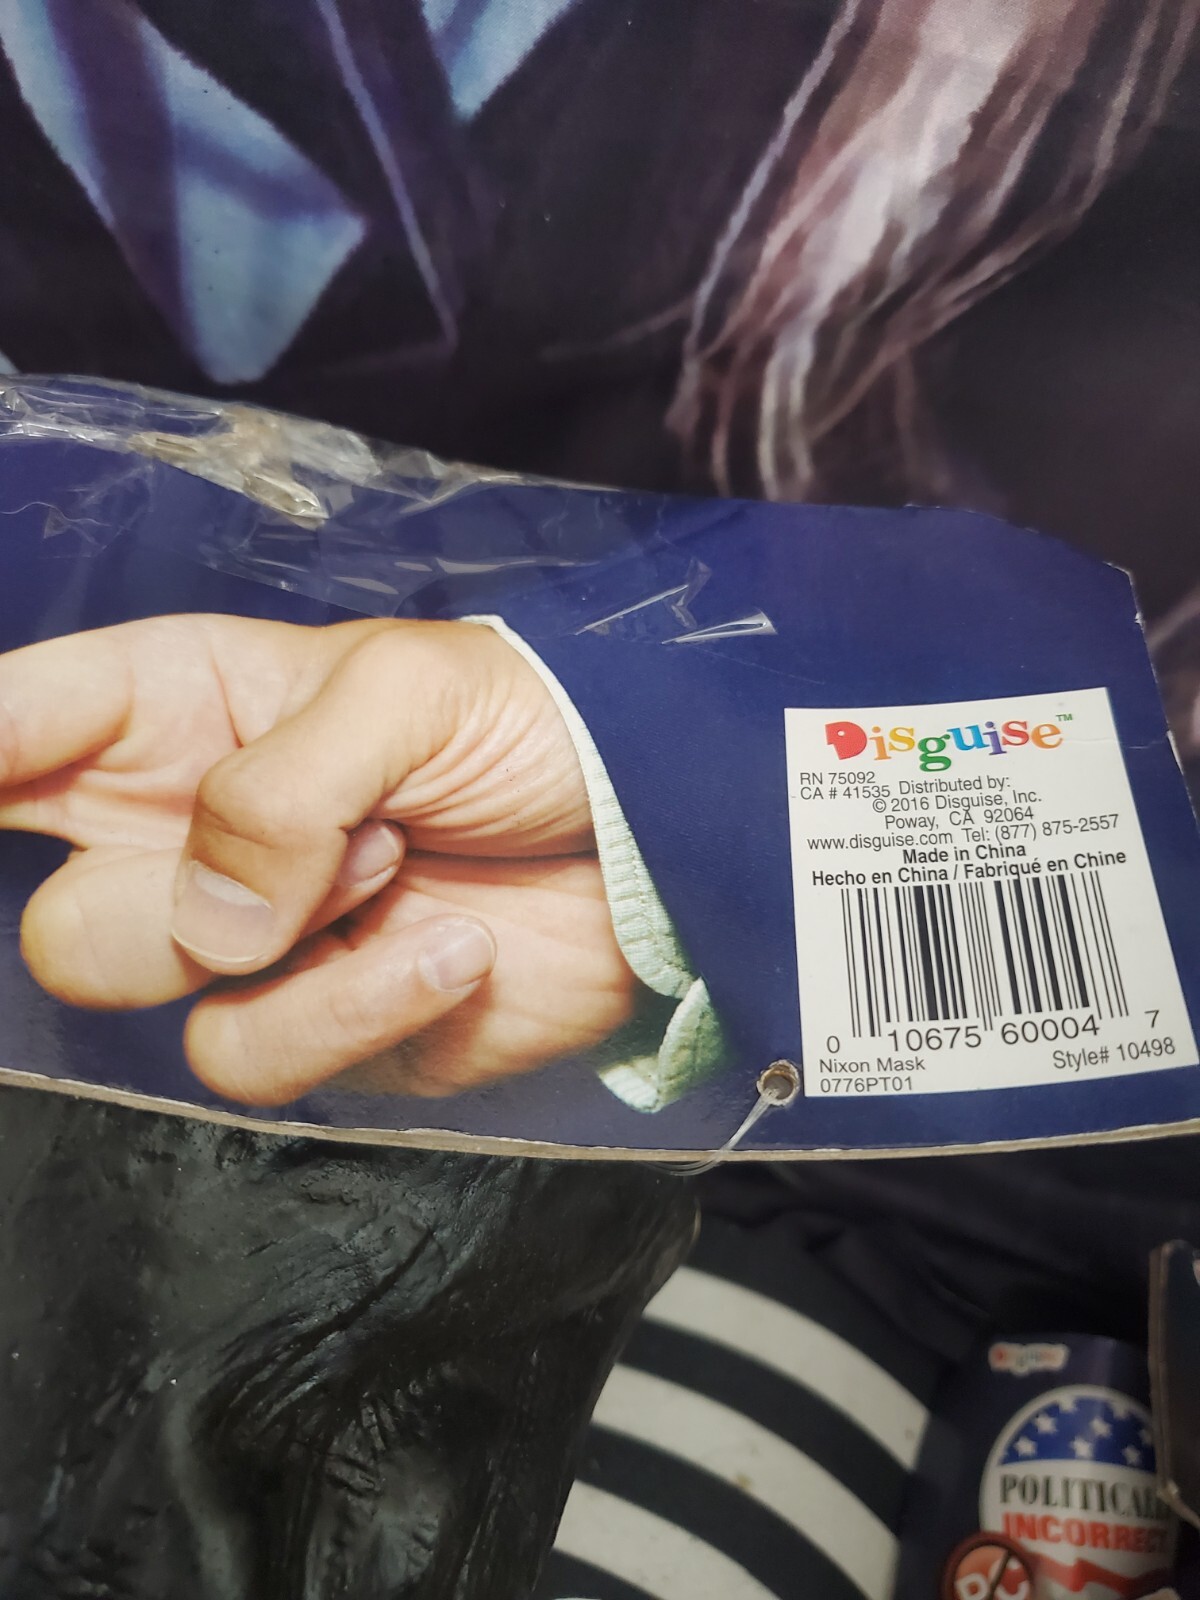 Disguise™
RN 75092
CA # 41535 Distributed by:
© 2016 Disguise, Inc.
Poway, CA 92064
www.disguise.com Tel: (877) 875-2557
Made in China
Hecho en China / Fabriqué en Chine
0 10675 60004 7
Nixon Mask Style# 10498
0776PT01
Disguise
POLITICAL
INCORRECT
PC